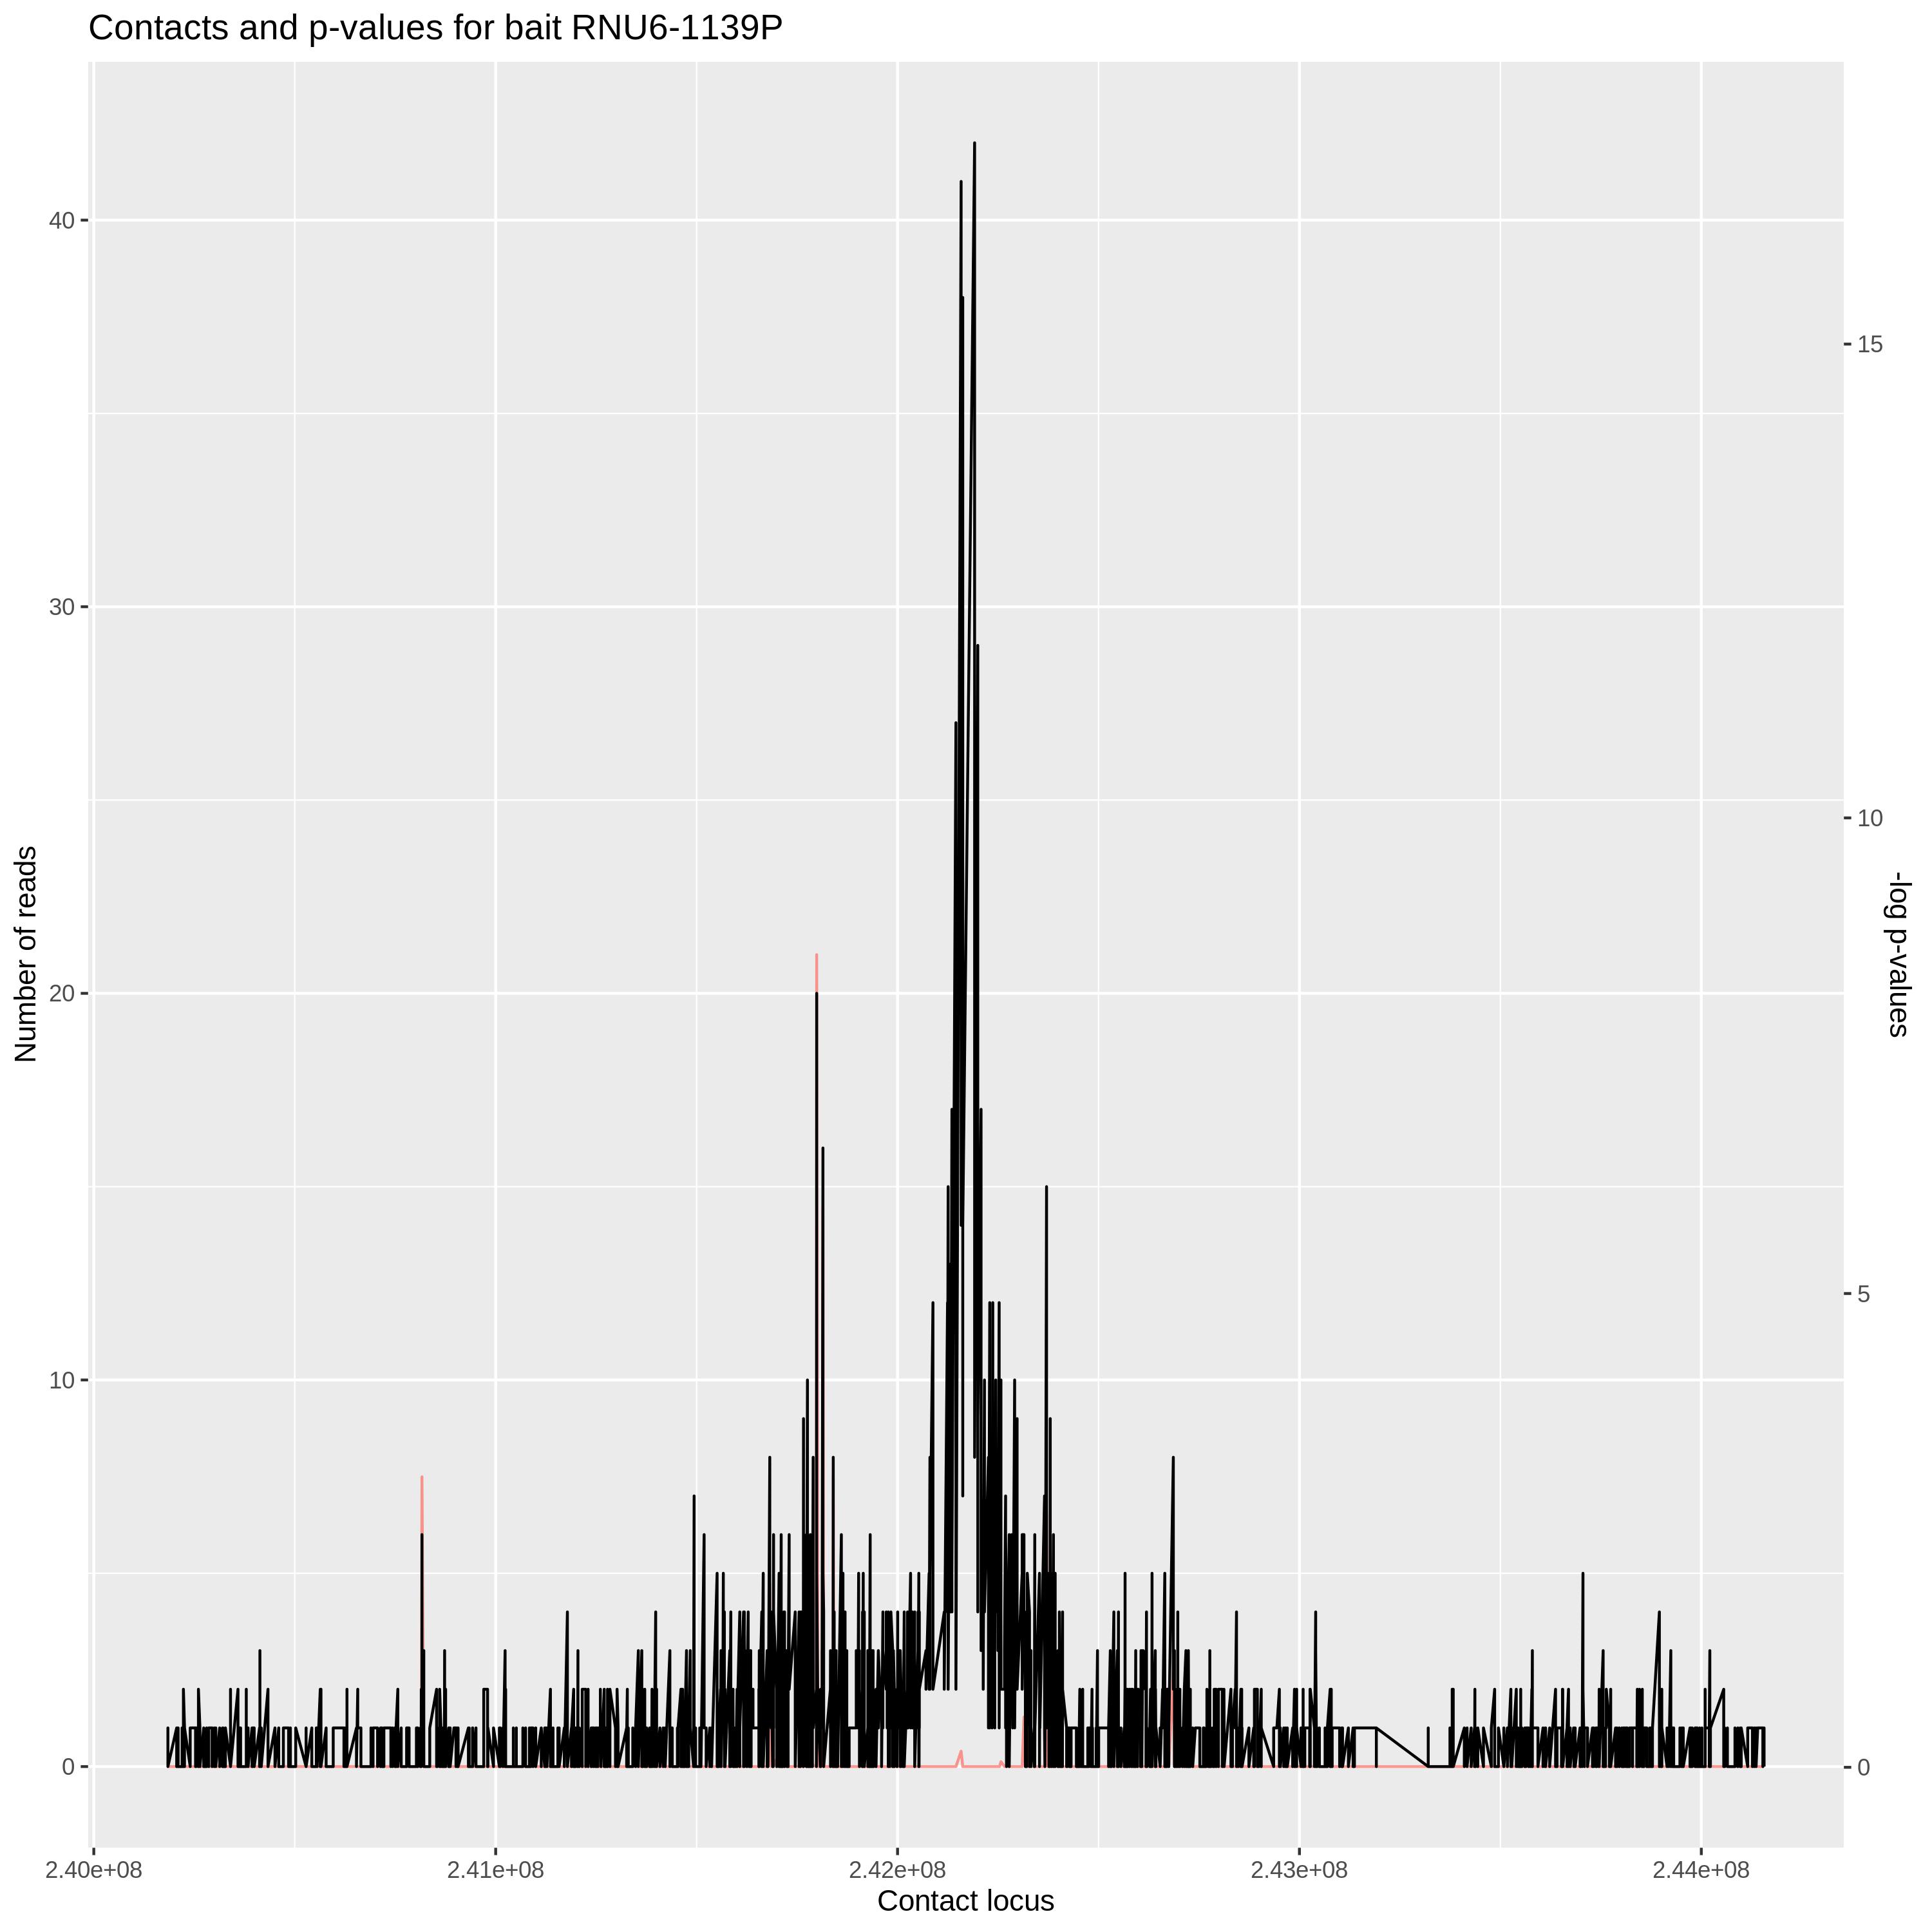 Contacts and p-values for bait RNU6-1139P
40
30
20
10
0
Number of reads
15
10
5
0
-log p-values
2.40e+08 2.41e+08 2.42e+08 2.43e+08 2.44e+08
Contact locus